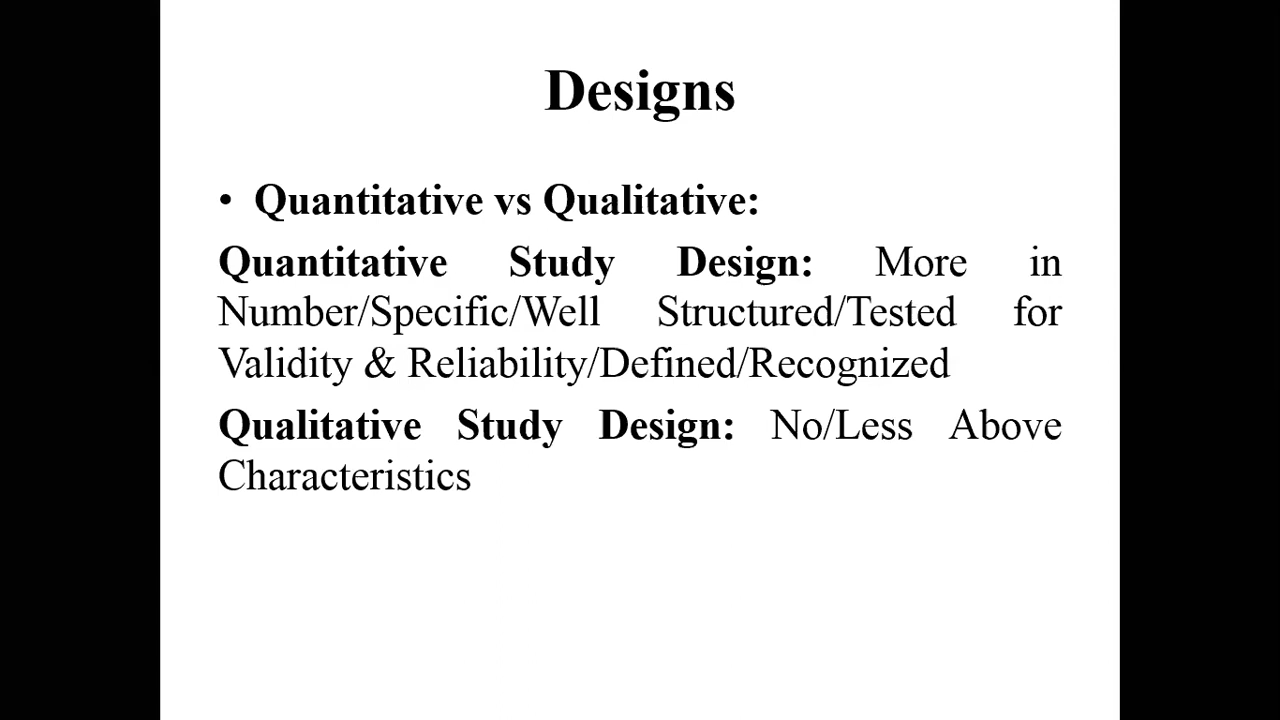 Designs
• Quantitative vs Qualitative:
Quantitative Study Design: More in
Number/Specific/Well Structured/Tested for
Validity & Reliability/Defined/Recognized
Qualitative Study Design: No/Less Above
Characteristics